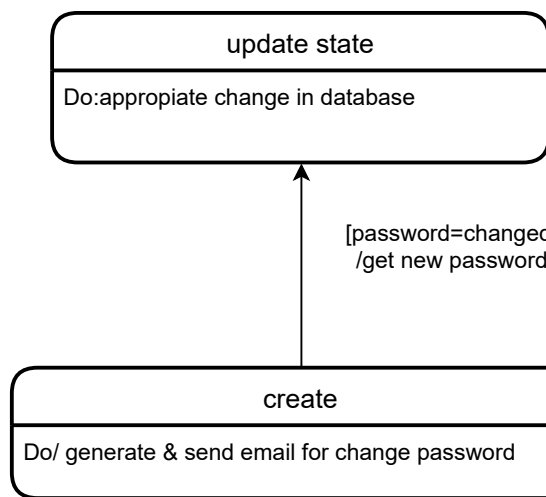 update state
Do:appropiate change in database
[password=changed
/get new password
create
Do/ generate & send email for change password